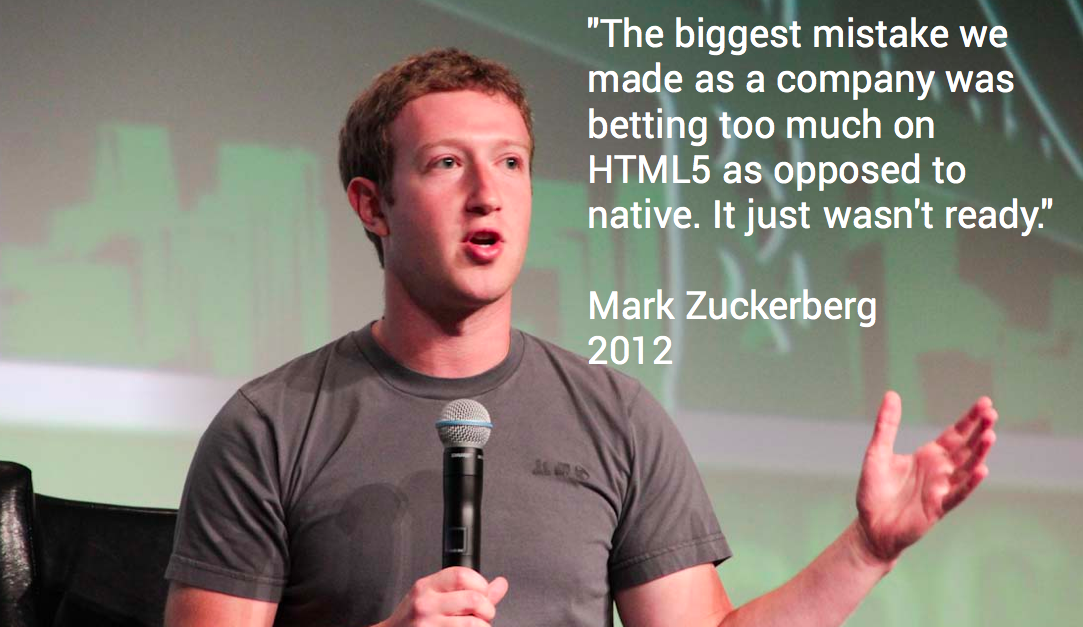 "The biggest mistake we
made as a company was
betting too much on
HTML5 as opposed to
native. It just wasn't ready."
Mark Zuckerberg
2012